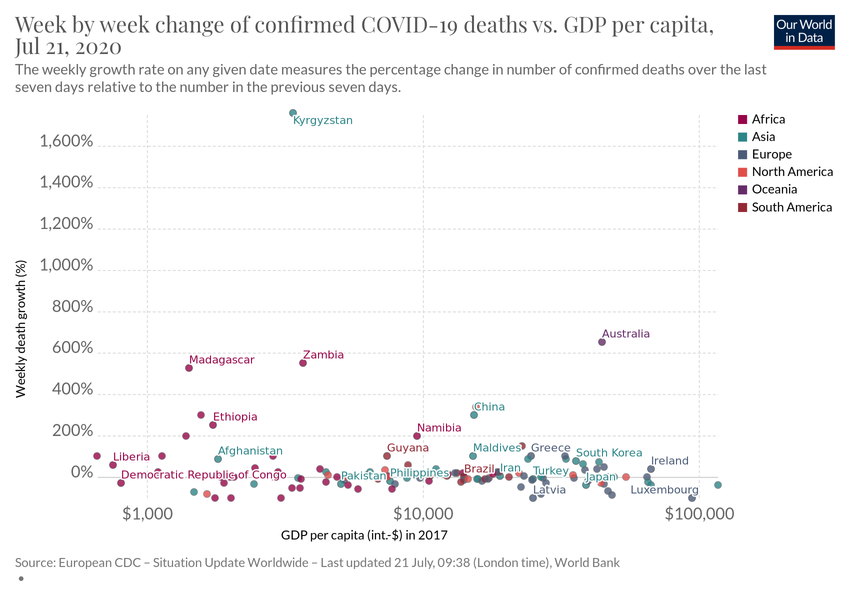 Week by week change of confirmed COVID-19 deaths vs. GDP per capita,
Jul 21, 2020
Our World
in Data
The weekly growth rate on any given date measures the percentage change in number of confirmed deaths over the last
seven days relative to the number in the previous seven days.
Africa
Asia
Europe
North America
Oceania
South America
Weekly death growth (%)
1,600%
1,400%
1,200%
1,000%
800%
600%
400%
200%
0%
Kyrgyzstan
Australia
Zambia
Madagascar
China
Ethiopia
Namibia
Afghanistan
Guyana
Maldives
Greece
South Korea
Liberia
Ireland
Democratic Republic of Congo
Pakistan
Philippines
Brazil
Iran
Turkey
Japan
Latvia
Luxembourg
$1,000
$10,000
$100,000
GDP per capita (int.-$) in 2017
Source: European CDC – Situation Update Worldwide – Last updated 21 July, 09:38 (London time), World Bank